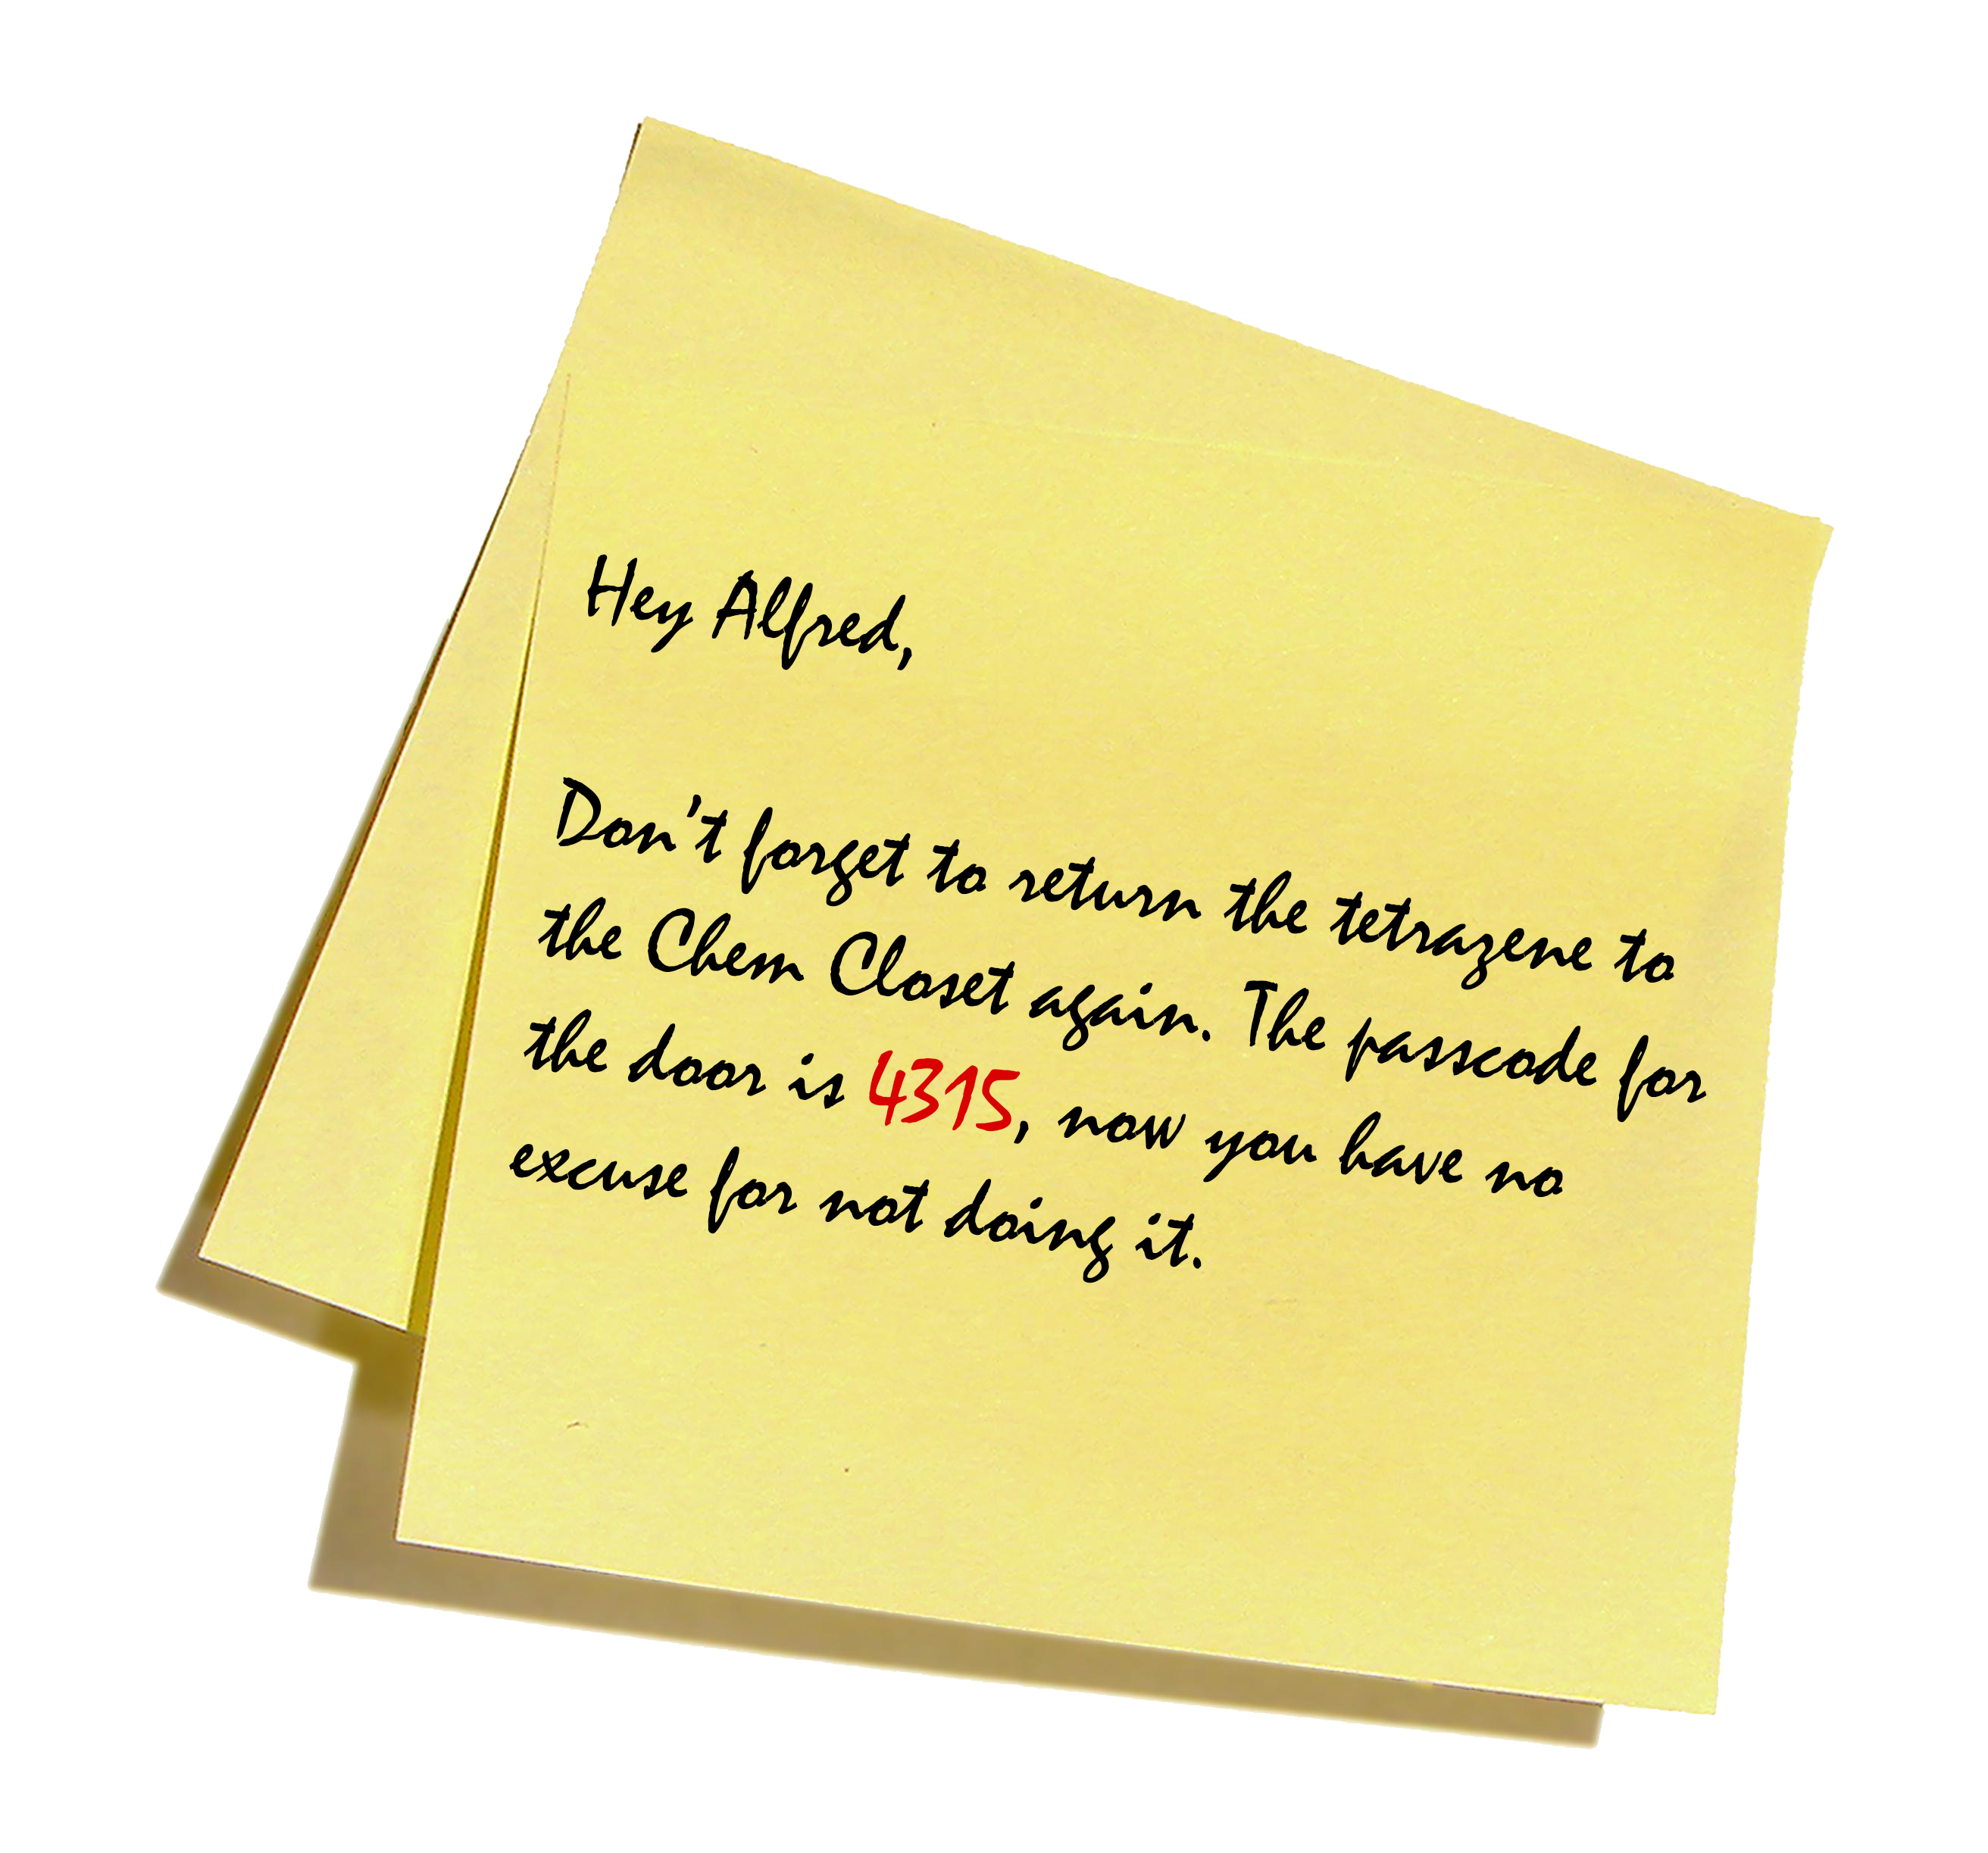 Hey Alfred,
Don't forget to return the tetrazene to
the Chem Closet again. The passcode for
the door is 4315, now you have no
excuse for not doing it.